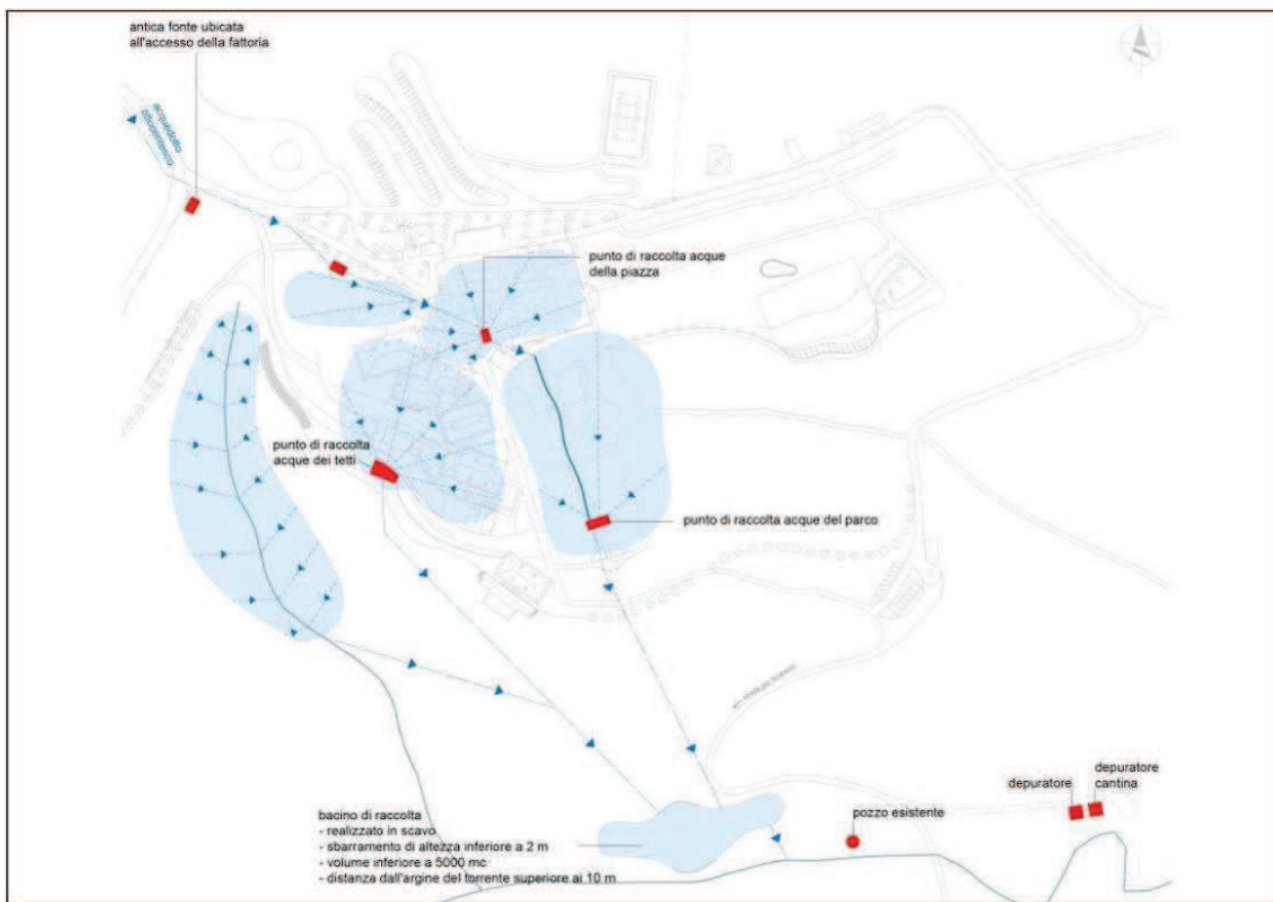 antica fonte ubicata
all'accesso della fattoria
acquedotto
punto di raccolta acque
della piazza
punto di raccolta
acque dei tetti
punto di raccolta acque del parco
depuratore
depuratore
cantina
pozzo esistente
bacino di raccolta
- realizzato in scavo
- sbarramento di altezza inferiore a 2 m
- volume inferiore a 5000 mc
- distanza dall'argine del torrente superiore ai 10 m